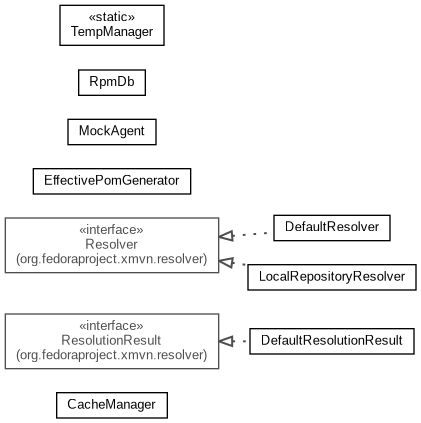 «static»
TempManager
RpmDb
MockAgent
EffectivePomGenerator
«interface»
Resolver
(org.fedoraproject.xmvn.resolver)
DefaultResolver
LocalRepositoryResolver
«interface»
ResolutionResult
(org.fedoraproject.xmvn.resolver)
DefaultResolutionResult
CacheManager